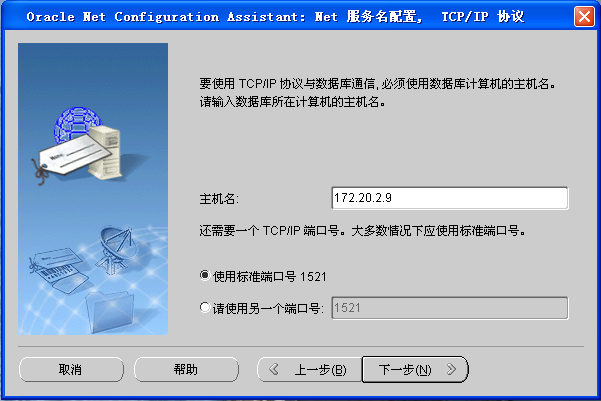 Oracle Net Configuration Assistant: Net 服务名配置， TCP/IP 协议
要使用 TCP/IP 协议与数据库通信, 必须使用数据库计算机的主机名。
请输入数据库所在计算机的主机名。
主机名: 172.20.2.9
还需要一个 TCP/IP 端口号。大多数情况下应使用标准端口号。
使用标准端口号 1521
请使用另一个端口号: 1521
取消 帮助 上一步(B) 下一步(N)